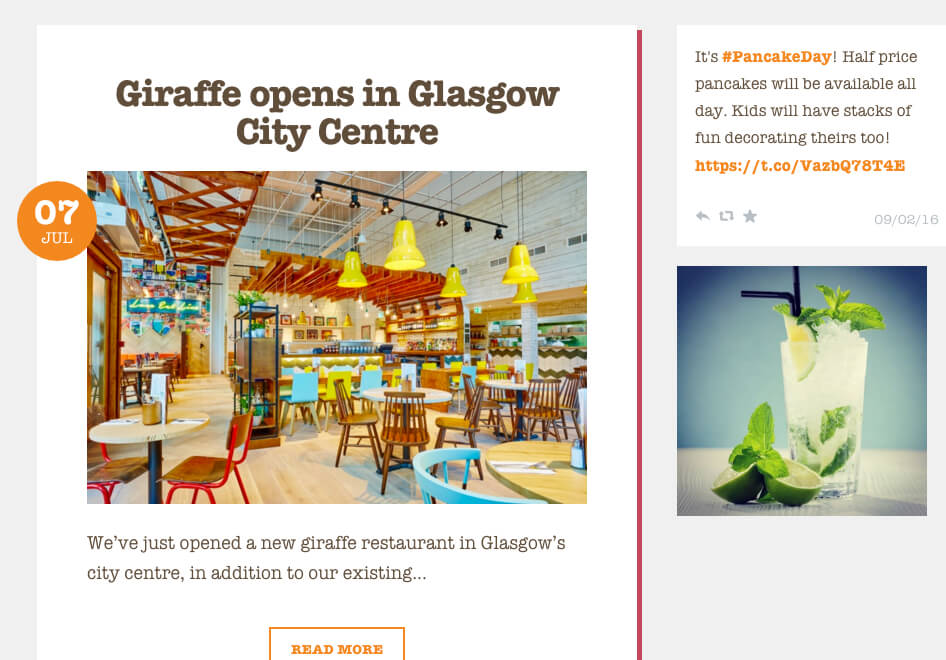 Giraffe opens in Glasgow
City Centre
07
JUL
We’ve just opened a new giraffe restaurant in Glasgow’s
city centre, in addition to our existing...
READ MORE
It's #PancakeDay! Half price
pancakes will be available all
day. Kids will have stacks of
fun decorating theirs too!
https://t.co/VazbQ78T4E
09/02/16